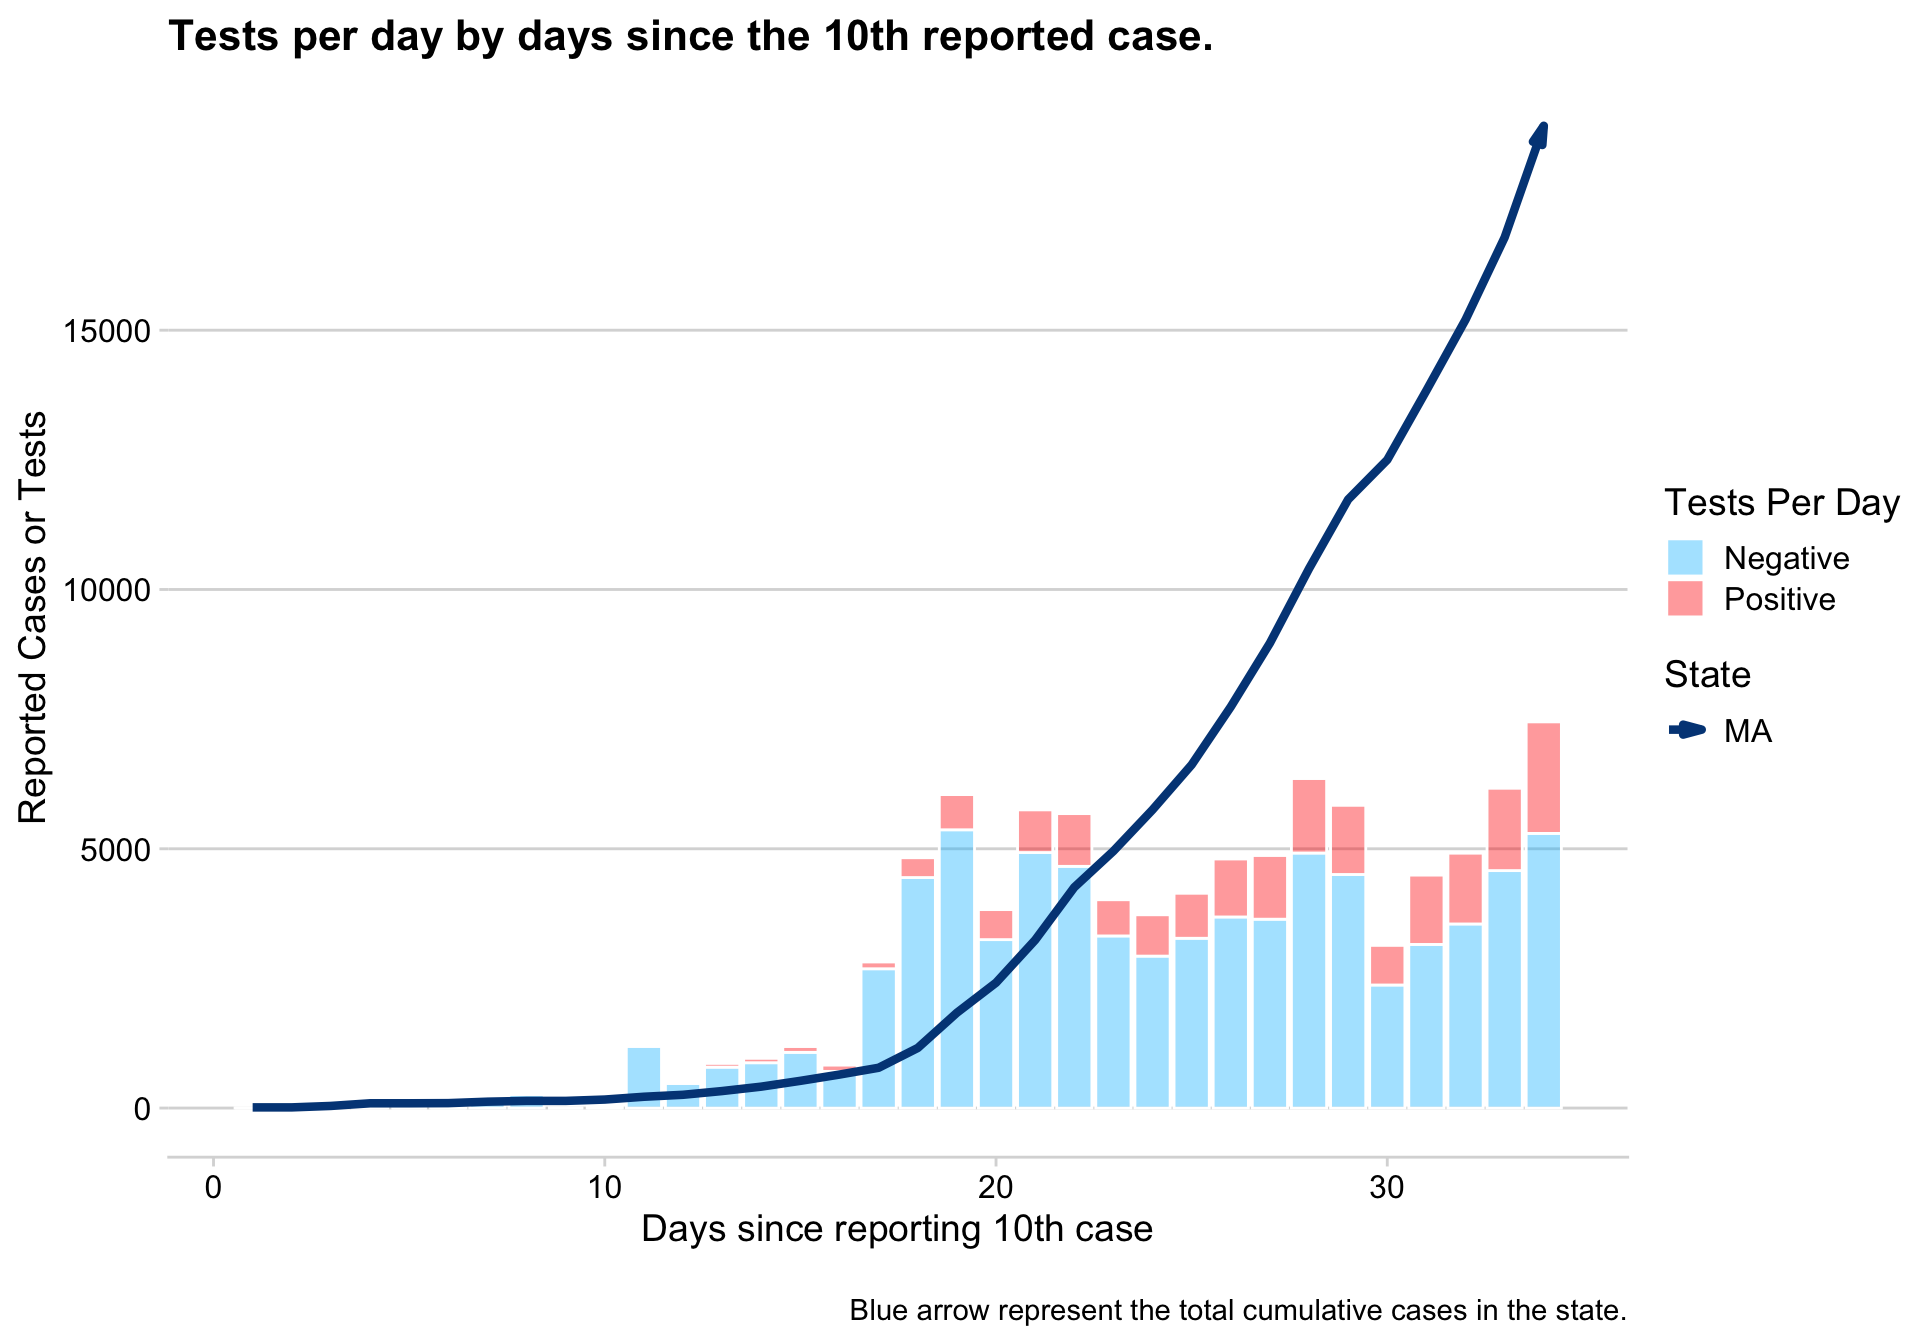 Tests per day by days since the 10th reported case.
Reported Cases or Tests
15000
10000
5000
0
0
10
20
30
Days since reporting 10th case
Tests Per Day
Negative
Positive
State
MA
Blue arrow represent the total cumulative cases in the state.